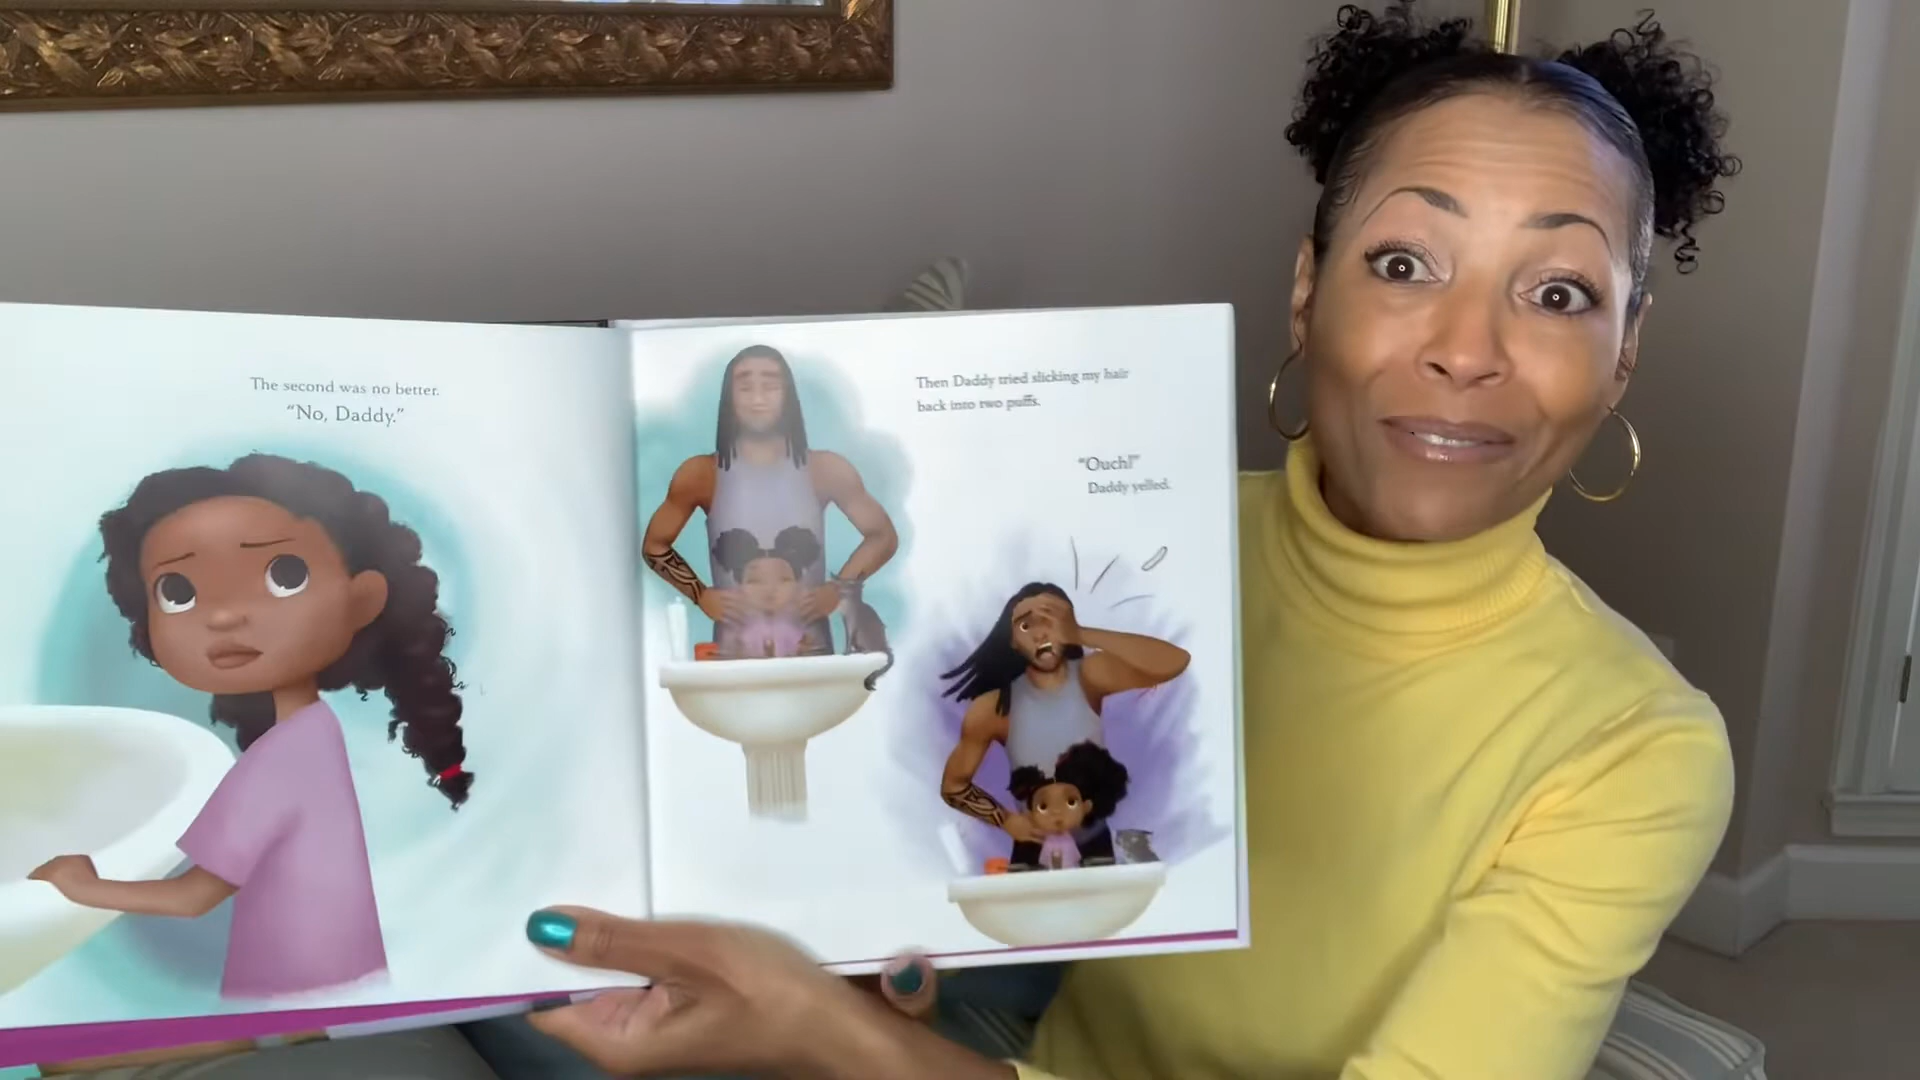 The second was no better.
“No, Daddy.”
Then Daddy tried slicking my hair
back into two puffs.
“Ouch!”
Daddy yelled.